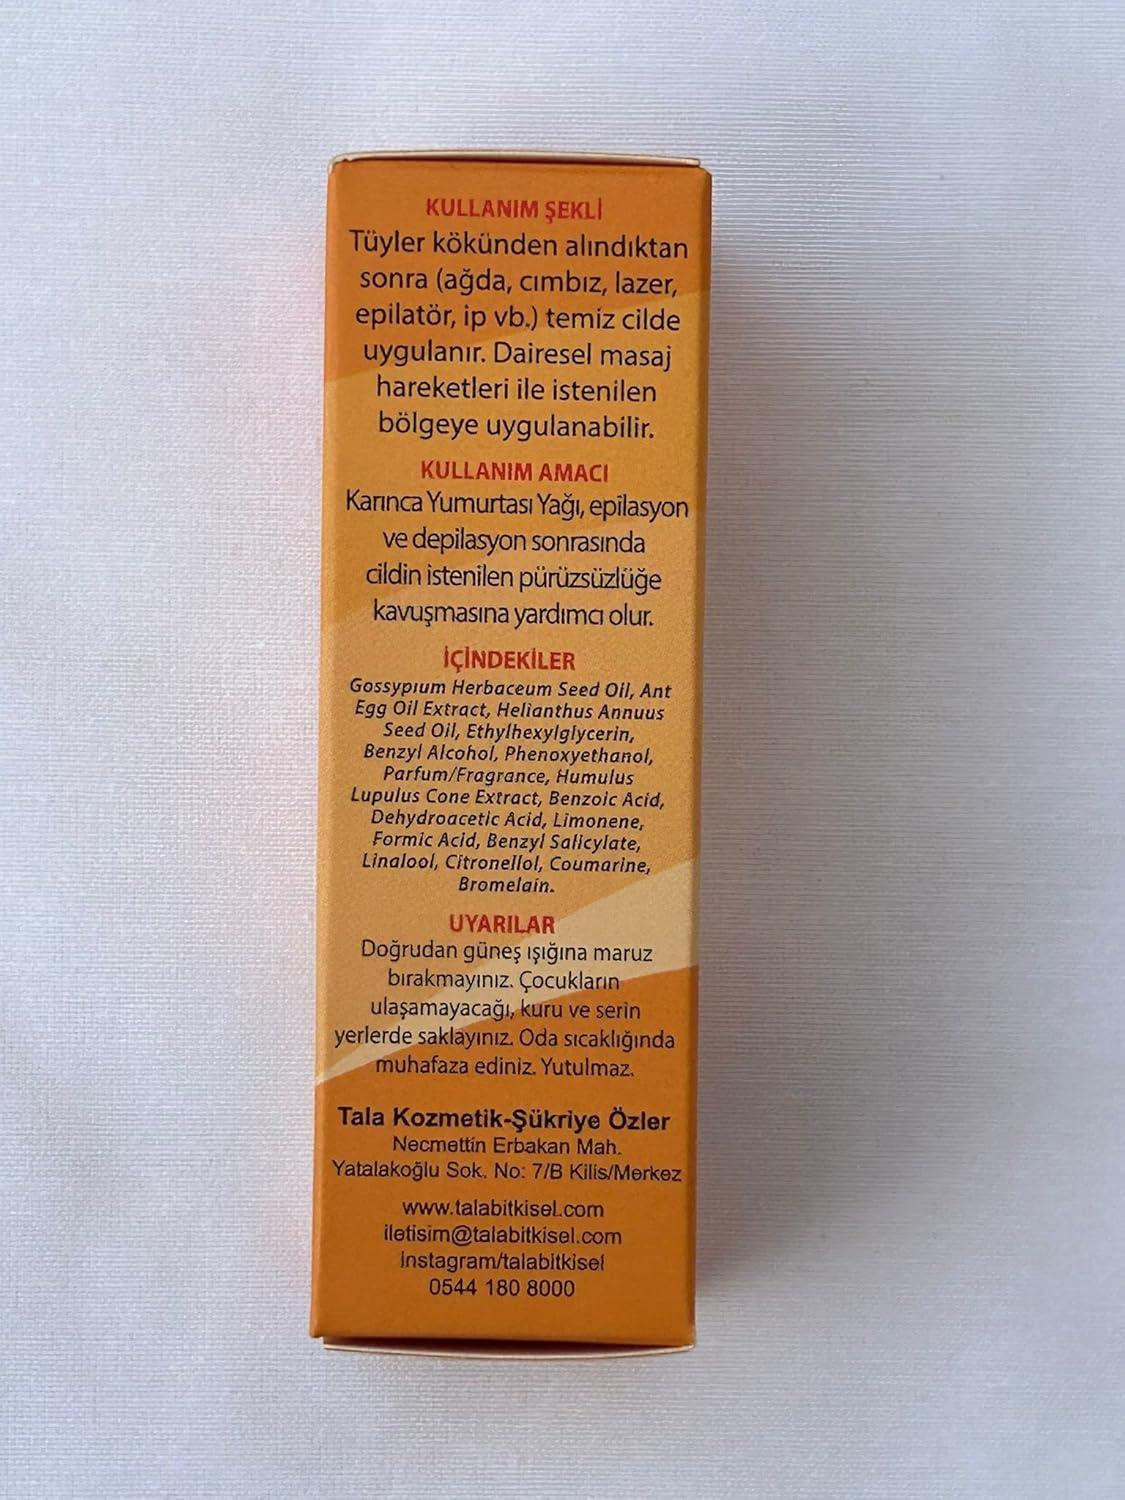 KULLANIM ŞEKLİ
Tüyler kökünden alındıktan
sonra (ağda, cımbız, lazer,
epilatör, ip vb.) temiz cilde
uygulanır. Dairesel masaj
hareketleri ile istenilen
bölgeye uygulanabilir.
KULLANIM AMACI
Karınca Yumurtası Yağı, epilasyon
ve depilasyon sonrasında
cildin istenilen pürüzsüzlüğe
kavuşmasına yardımcı olur.
İÇİNDEKİLER
Gossypıum Herbaceum Seed Oil, Ant
Egg Oil Extract, Helianthus Annuus
Seed Oil, Ethylhexylglycerin,
Benzyl Alcohol, Phenoxyethanol,
Parfum/Fragrance, Humulus
Lupulus Cone Extract, Benzoic Acid,
Dehydroacetic Acid, Limonene,
Formic Acid, Benzyl Salicylate,
Linalool, Citronellol, Coumarine,
Bromelain.
UYARILAR
Doğrudan güneş ışığına maruz
bırakmayınız. Çocukların
ulaşamayacağı, kuru ve serin
yerlerde saklayınız. Oda sıcaklığında
muhafaza ediniz. Yutulmaz.
Tala Kozmetik-Şükriye Özler
Necmettin Erbakan Mah.
Yatalakoğlu Sok. No: 7/B Kilis/Merkez
www.talabitkisel.com
iletisim@talabitkisel.com
instagram/talabitkisel
0544 180 8000